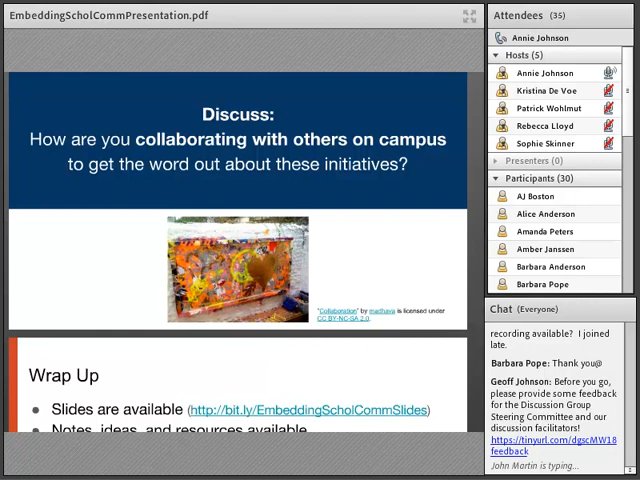 EmbeddingScholCommPresentation.pdf
Discuss:
How are you collaborating with others on campus
to get the word out about these initiatives?
"Collaboration" by madhava is licensed under
CC BY-NC-SA 2.0.
Wrap Up
● Slides are available (http://bit.ly/EmbeddingScholCommSlides)
● Notes, ideas, and resources available
Attendees (35)
Annie Johnson
Hosts (5)
Annie Johnson
Kristina De Voe
Patrick Wohlmut
Rebecca Lloyd
Sophie Skinner
Presenters (0)
Participants (30)
AJ Boston
Alice Anderson
Amanda Peters
Amber Janssen
Barbara Anderson
Barbara Pope
Chat (Everyone)
recording available? I joined
late.
Barbara Pope: Thank you@
Geoff Johnson: Before you go,
please provide some feedback
for the Discussion Group
Steering Committee and our
discussion facilitators!
https://tinyurl.com/dgscMW18
feedback
John Martin is typing...